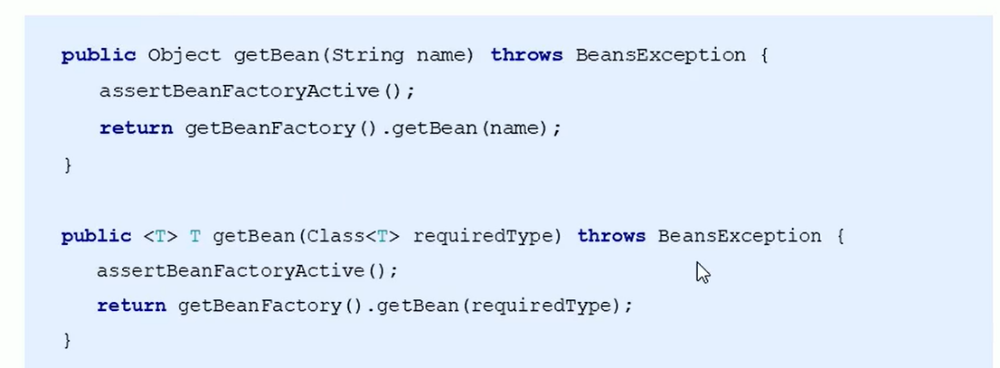 public Object getBean(String name) throws BeansException {
assertBeanFactoryActive();
return getBeanFactory().getBean(name);
}
public <T> T getBean(Class<T> requiredType) throws BeansException {
assertBeanFactoryActive();
return getBeanFactory().getBean(requiredType);
}